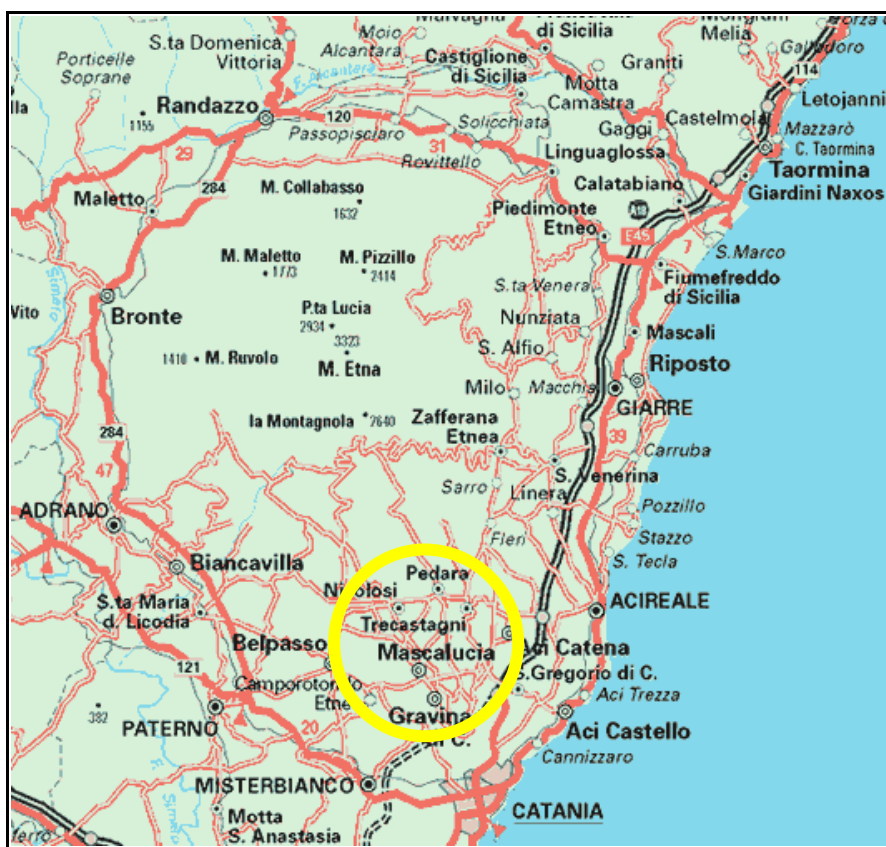 Moio
Alcantara
S.ta Domenica
Vittoria
di Sicilia
Melia
Gallodoro
Porticelle
Soprane
F. Alcantara
Castiglione
di Sicilia
Motta
Camastra
Graniti
114
Letojanni
Randazzo
1155
120
Passopisciaro
Solicchiata
Gaggi
Castelmola
Mazzarò
C. Taormina
29
31
Rovittello
Linguaglossa
Taormina
Giardini Naxos
Maletto
284
M. Collabasso
1632
Calatabiano
Piedimonte
Etneo
E45
7
S. Marco
M. Maletto
1773
M. Pizzillo
2414
S.ta Venera
Fiumefreddo
di Sicilia
Simeto
Vito
Bronte
P.ta Lucia
2934
3323
M. Etna
Nunziata
Mascali
1410
M. Ruvolo
S. Alfio
Riposto
Milo
Macchia
GIARRE
la Montagnola
2640
Zafferana
Etnea
284
39
Carruba
47
Sarro
Linera
S. Venerina
ADRANO
Pozzillo
Fleri
Stazzo
Biancavilla
S. Tecla
Pedara
Nicolosi
S.ta Maria
d. Licodia
Trecastagni
ACIREALE
Belpasso
Mascalucia
Aci Catena
121
S. Gregorio di C.
Camporotondo
Aci Trezza
382
PATERNO
20
Gravina
di C.
Aci Castello
Cannizzaro
MISTERBIANCO
Motta
S. Anastasia
CATANIA
Simeto